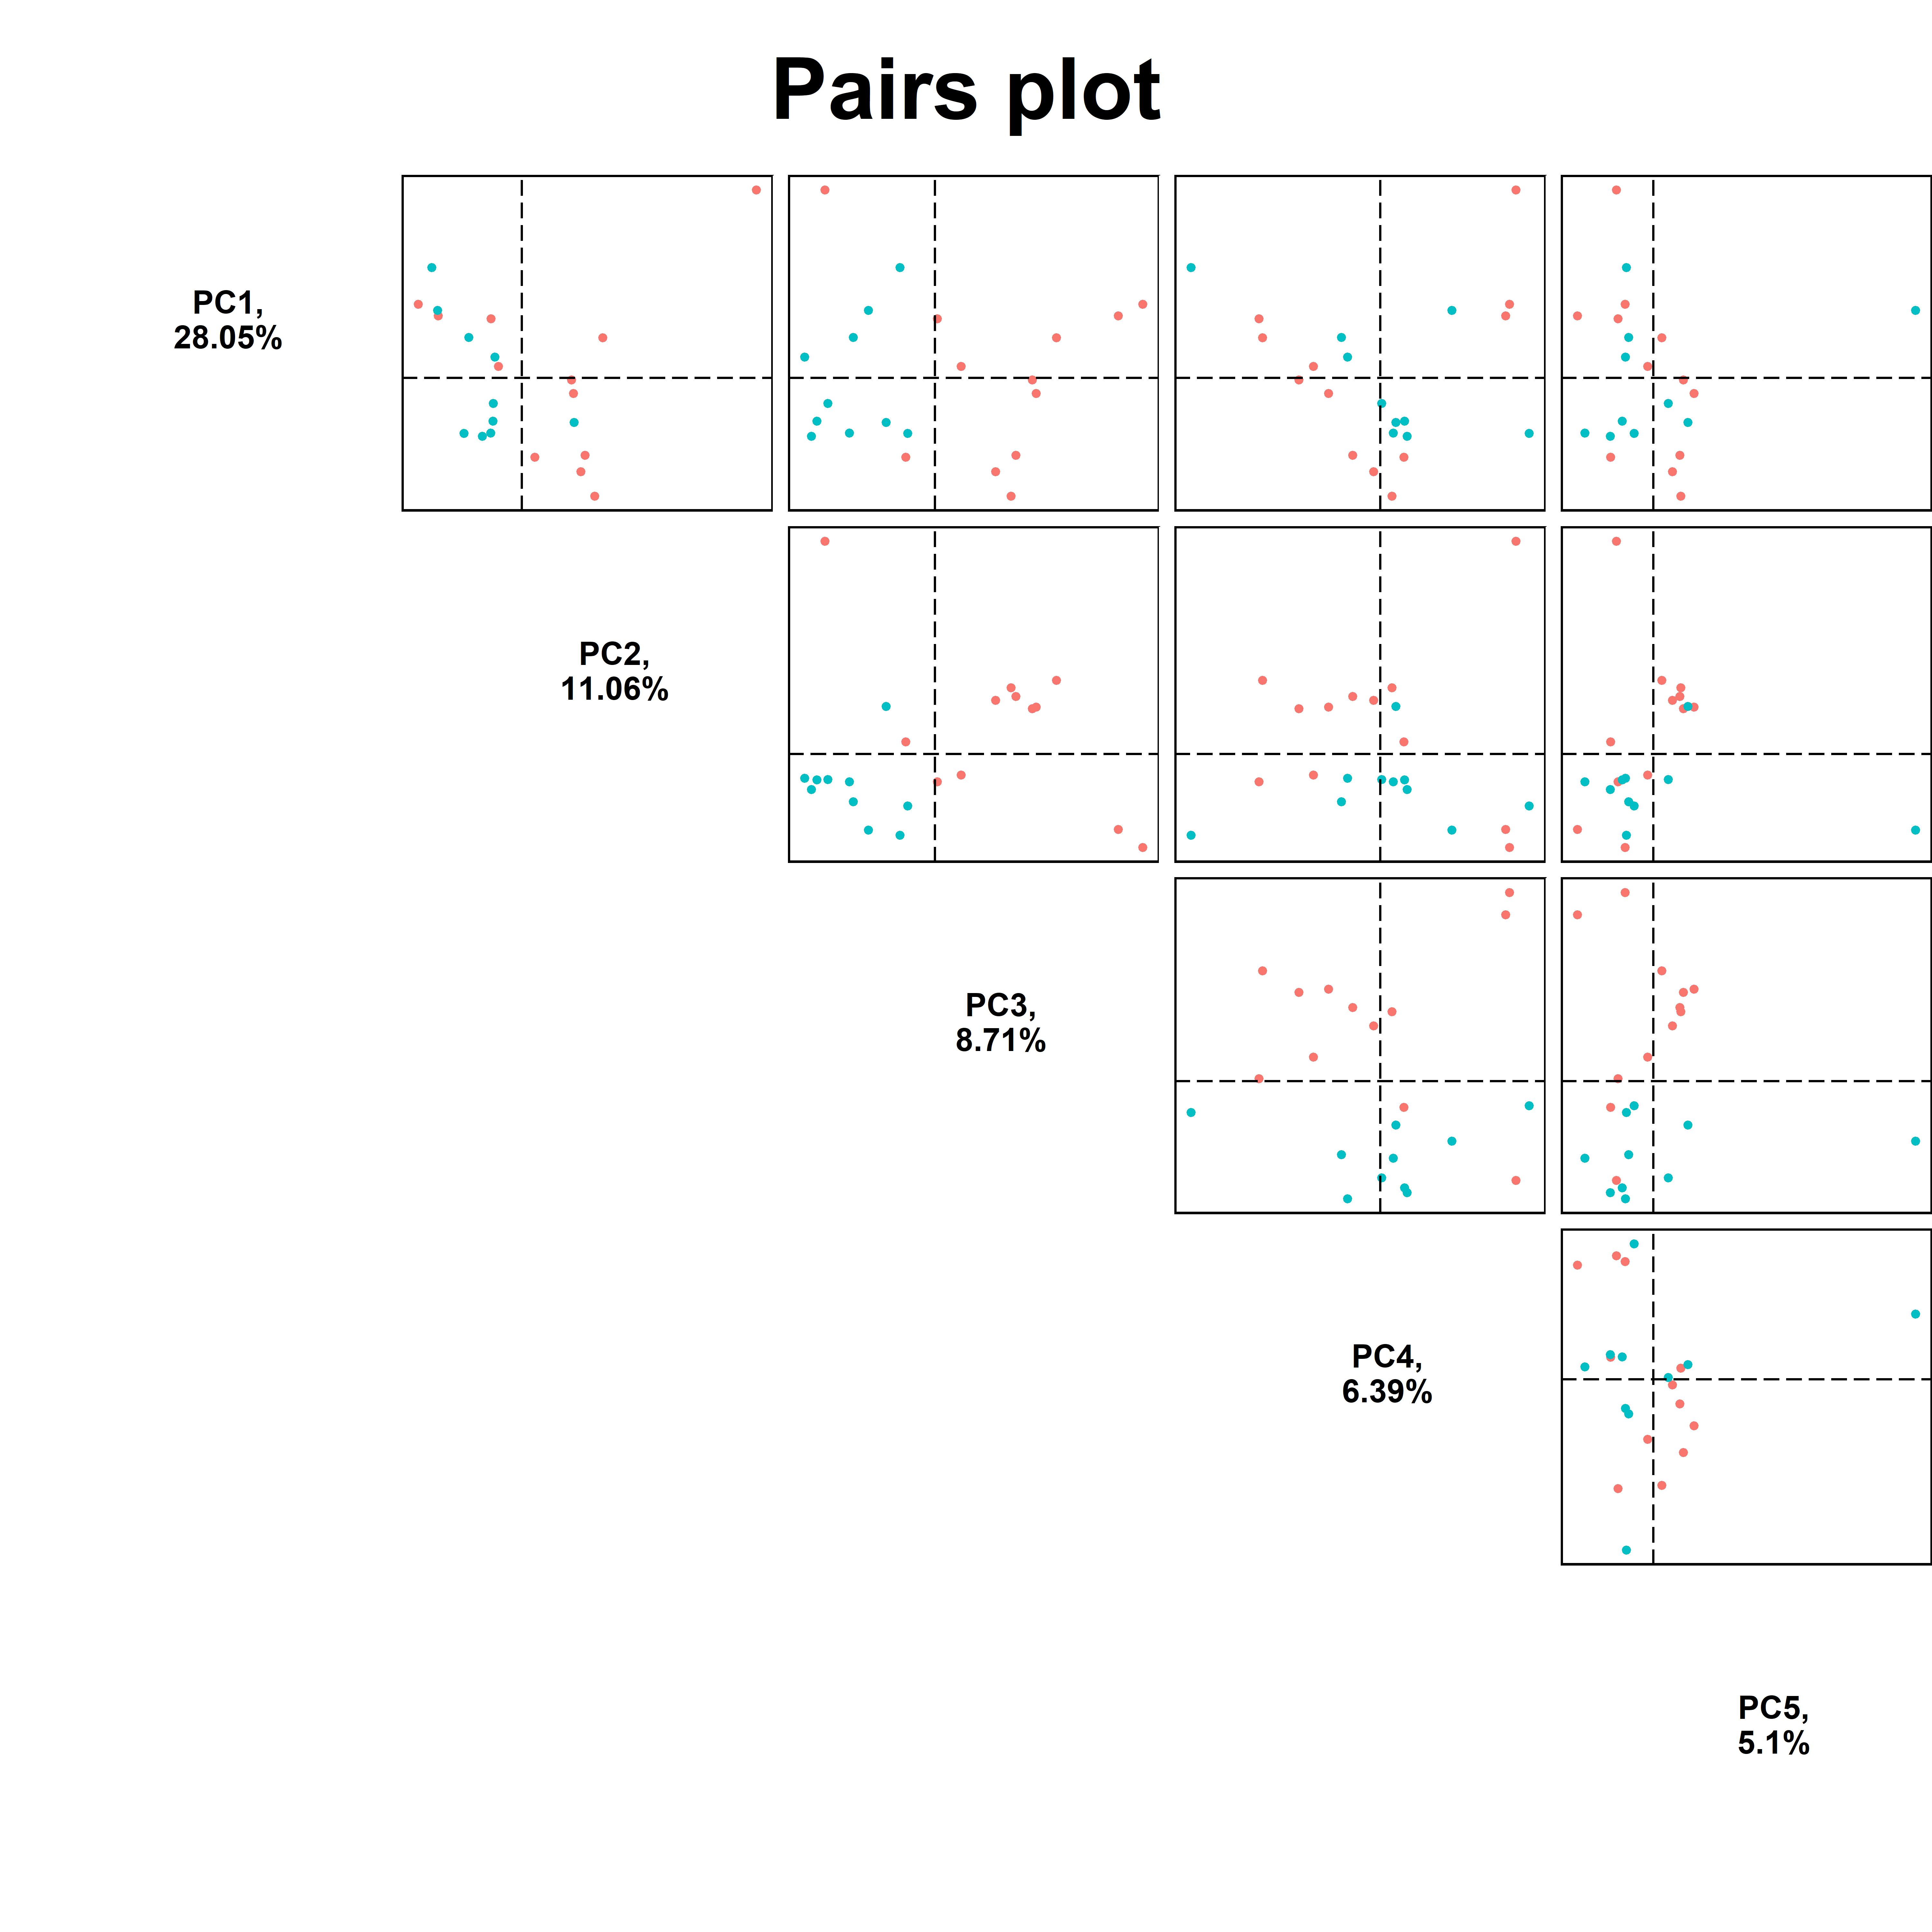 Pairs plot
PC1,
28.05%
PC2,
11.06%
PC3,
8.71%
PC4,
6.39%
PC5,
5.1%